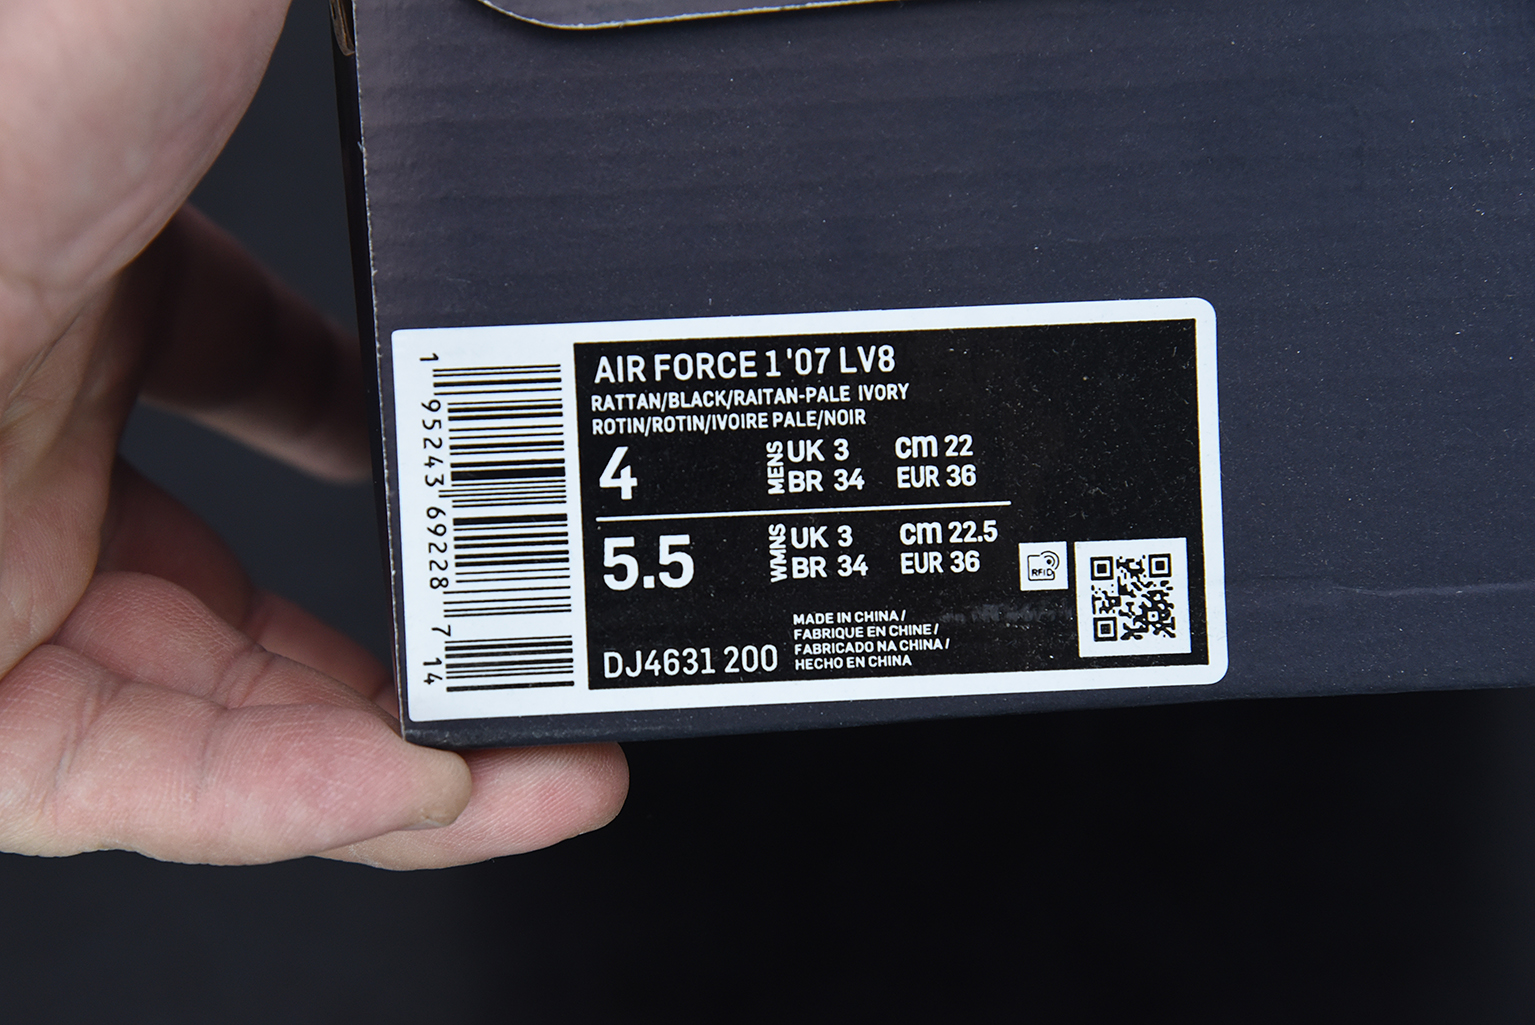 AIR FORCE 1 '07 LV8
RATTAN/BLACK/RAITAN-PALE IVORY
ROTIN/ROTIN/IVOIRE PALE/NOIR
4 MENS UK 3 cm 22
BR 34 EUR 36
5.5 WMNS UK 3 cm 22.5
BR 34 EUR 36
RFID
MADE IN CHINA /
FABRIQUE EN CHINE /
FABRICADO NA CHINA /
HECHO EN CHINA
DJ4631 200
1 95243 69228 7 14